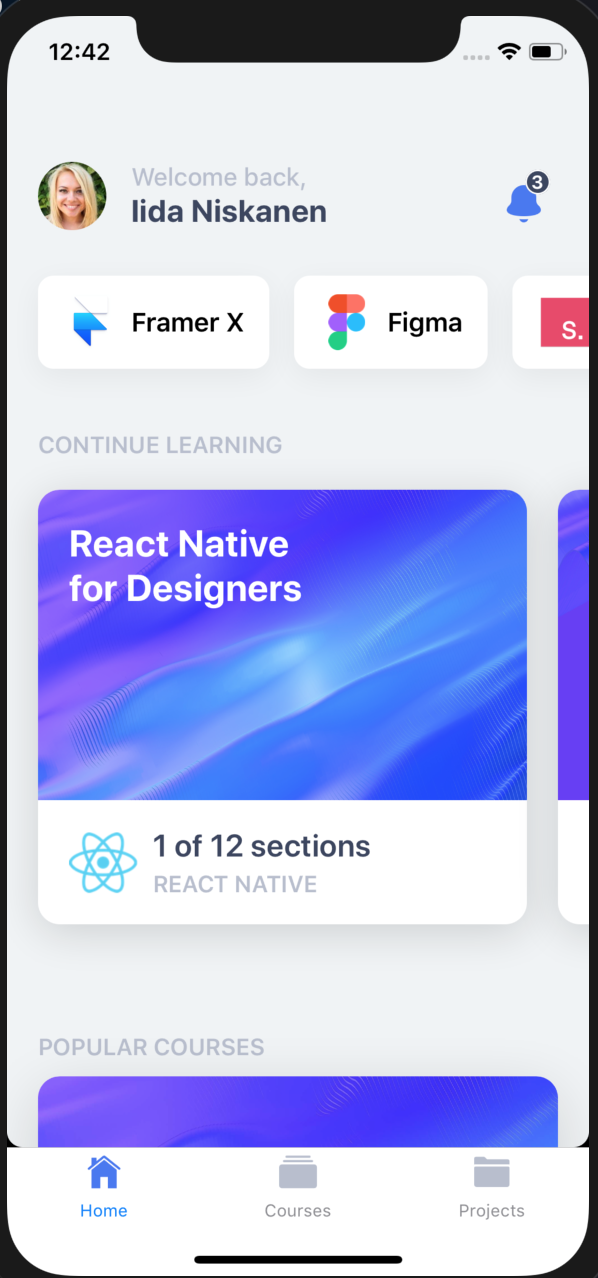 12:42
Welcome back,
Iida Niskanen
3
Framer X
Figma
S.
CONTINUE LEARNING
React Native
for Designers
1 of 12 sections
REACT NATIVE
POPULAR COURSES
Home
Courses
Projects